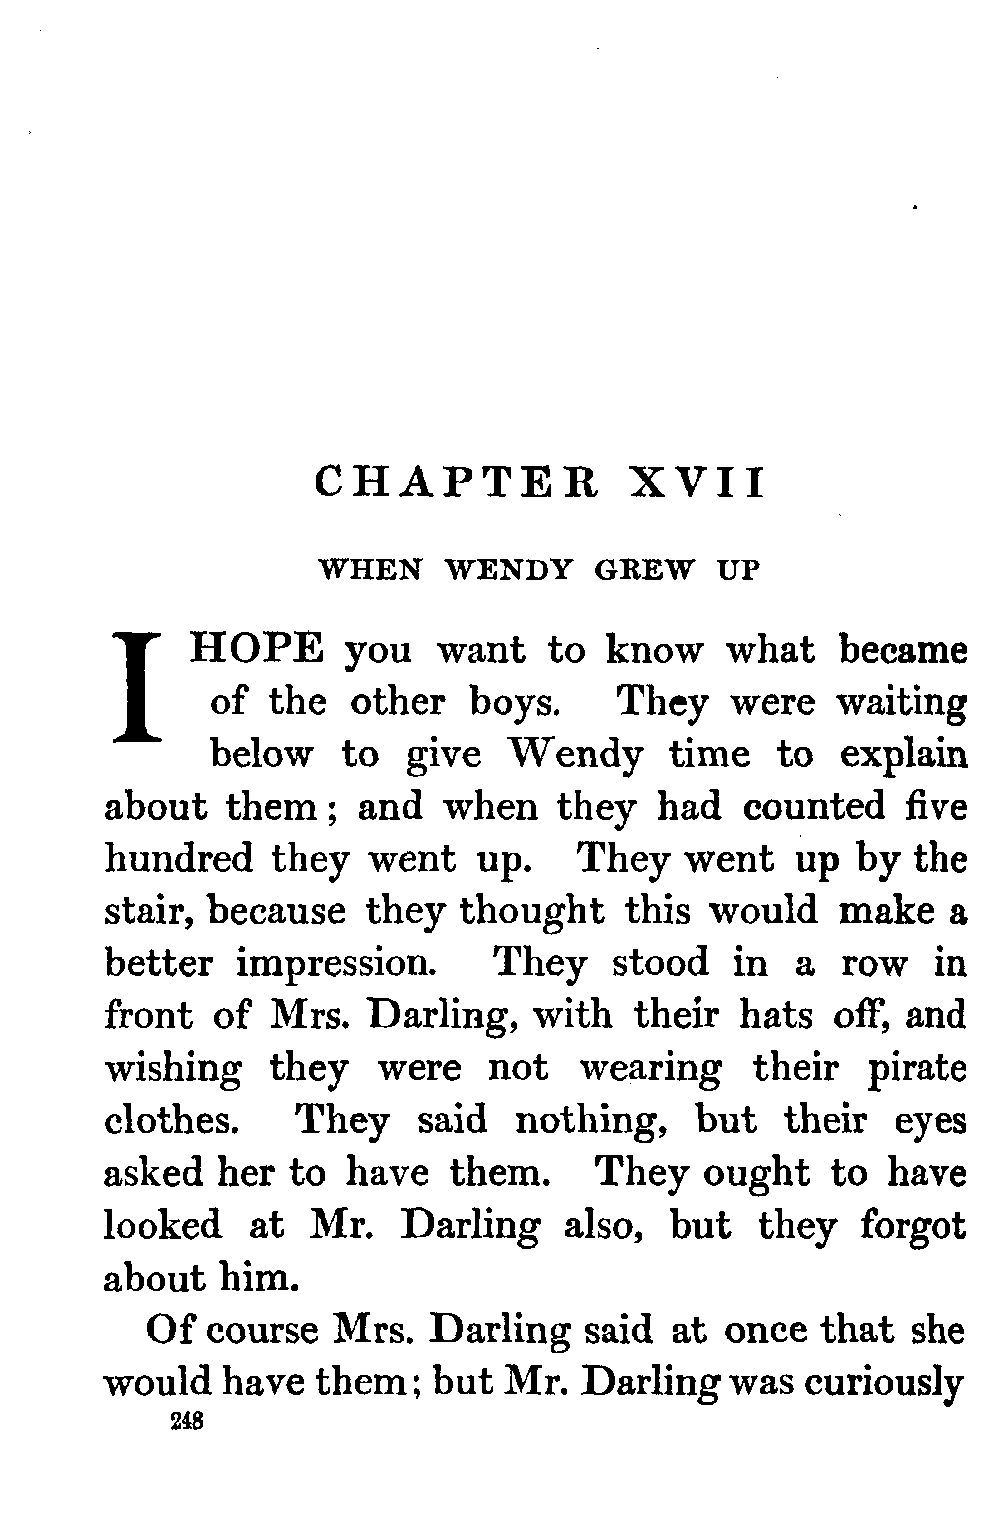 CHAPTER XVII
WHEN WENDY GREW UP
I HOPE you want to know what became
of the other boys. They were waiting
below to give Wendy time to explain
about them; and when they had counted five
hundred they went up. They went up by the
stair, because they thought this would make a
better impression. They stood in a row in
front of Mrs. Darling, with their hats off, and
wishing they were not wearing their pirate
clothes. They said nothing, but their eyes
asked her to have them. They ought to have
looked at Mr. Darling also, but they forgot
about him.
Of course Mrs. Darling said at once that she
would have them; but Mr. Darling was curiously
248